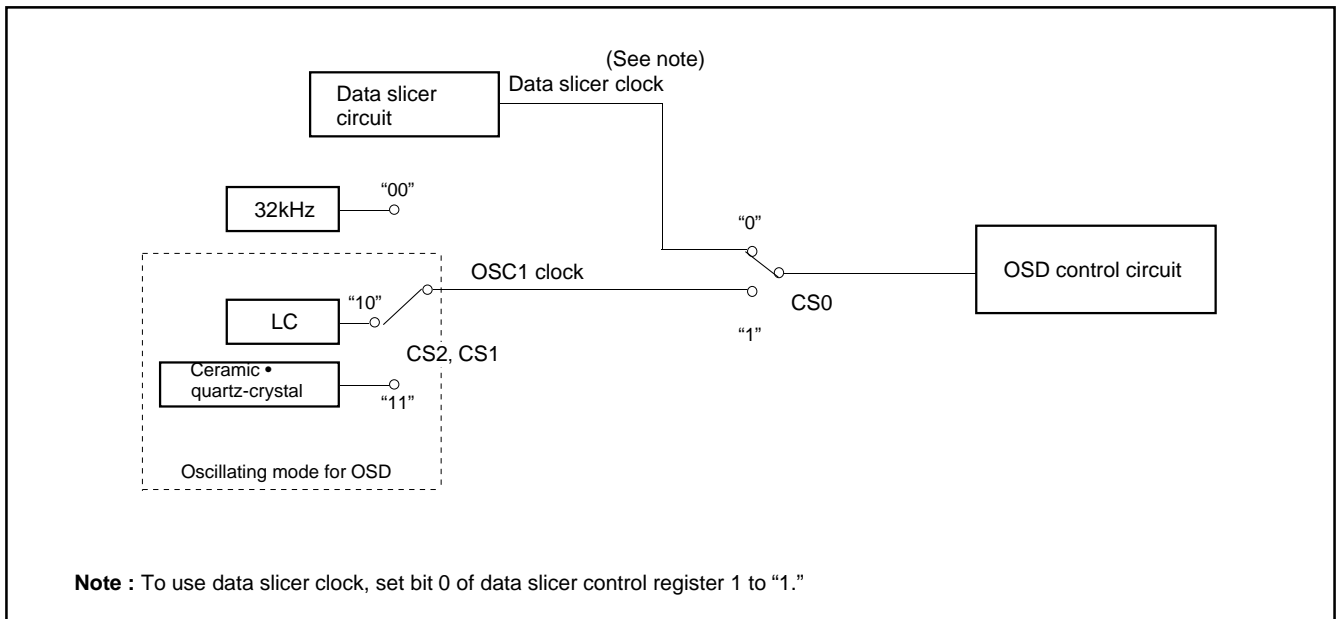 (See note)
Data slicer clock
Data slicer
circuit
“00”
32kHz
“0”
OSD control circuit
OSC1 clock
“10”
CS0
LC
“1”
CS2, CS1
Ceramic •
quartz-crystal
“11”
Oscillating mode for OSD
Note : To use data slicer clock, set bit 0 of data slicer control register 1 to “1.”